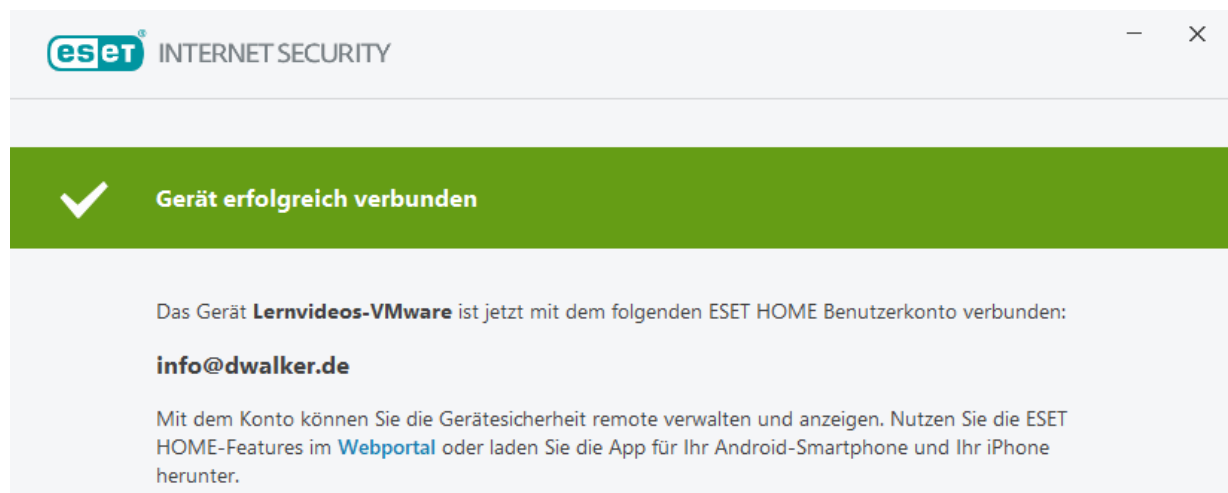 eset® INTERNET SECURITY
Gerät erfolgreich verbunden
Das Gerät Lernvideos-VMware ist jetzt mit dem folgenden ESET HOME Benutzerkonto verbunden:
info@dwalker.de
Mit dem Konto können Sie die Gerätesicherheit remote verwalten und anzeigen. Nutzen Sie die ESET
HOME-Features im Webportal oder laden Sie die App für Ihr Android-Smartphone und Ihr iPhone
herunter.